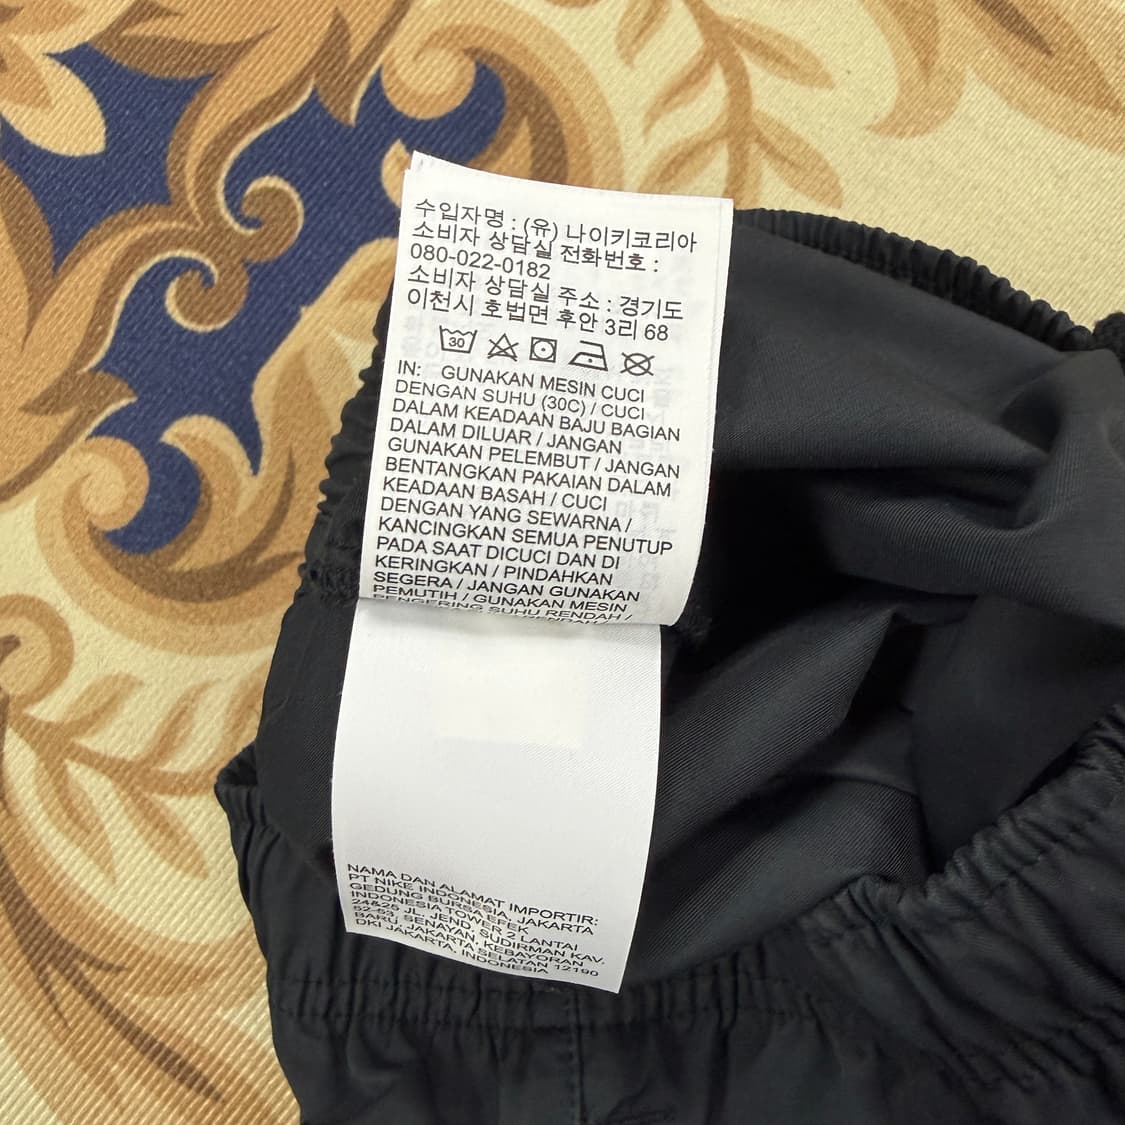 수입자명 : (유) 나이키코리아
소비자 상담실 전화번호 :
080-022-0182
소비자 상담실 주소 : 경기도
이천시 호법면 후안 3리 68
30
IN: GUNAKAN MESIN CUCI
DENGAN SUHU (30C) / CUCI
DALAM KEADAAN BAJU BAGIAN
DALAM DILUAR / JANGAN
GUNAKAN PELEMBUT / JANGAN
BENTANGKAN PAKAIAN DALAM
KEADAAN BASAH / CUCI
DENGAN YANG SEWARNA /
KANCINGKAN SEMUA PENUTUP
PADA SAAT DICUCI DAN DI
KERINGKAN / PINDAHKAN
SEGERA / JANGAN GUNAKAN
PEMUTIH / GUNAKAN MESIN
PENGERING SUHU RENDAH /
NAMA DAN ALAMAT IMPORTIR:
PT NIKE INDONESIA, JAKARTA
GEDUNG BURSA EFEK
INDONESIA TOWER 2 LANTAI
24&25 JL. JEND. SUDIRMAN KAV.
52-53, SENAYAN, KEBAYORAN
BARU, JAKARTA SELATAN 12190
DKI JAKARTA, INDONESIA